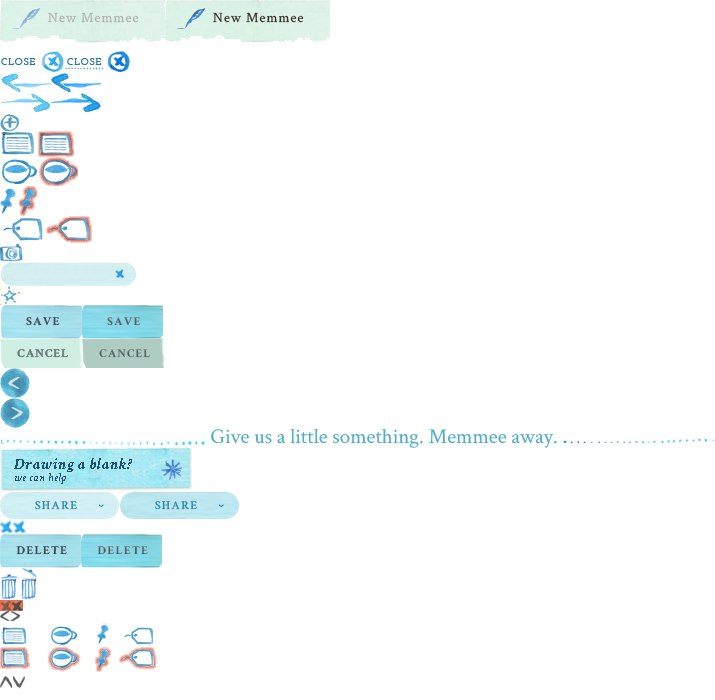 New Memmee New Memmee
CLOSE CLOSE
SAVE SAVE
CANCEL CANCEL
Give us a little something. Memmee away.
Drawing a blank?
we can help
SHARE SHARE
DELETE DELETE